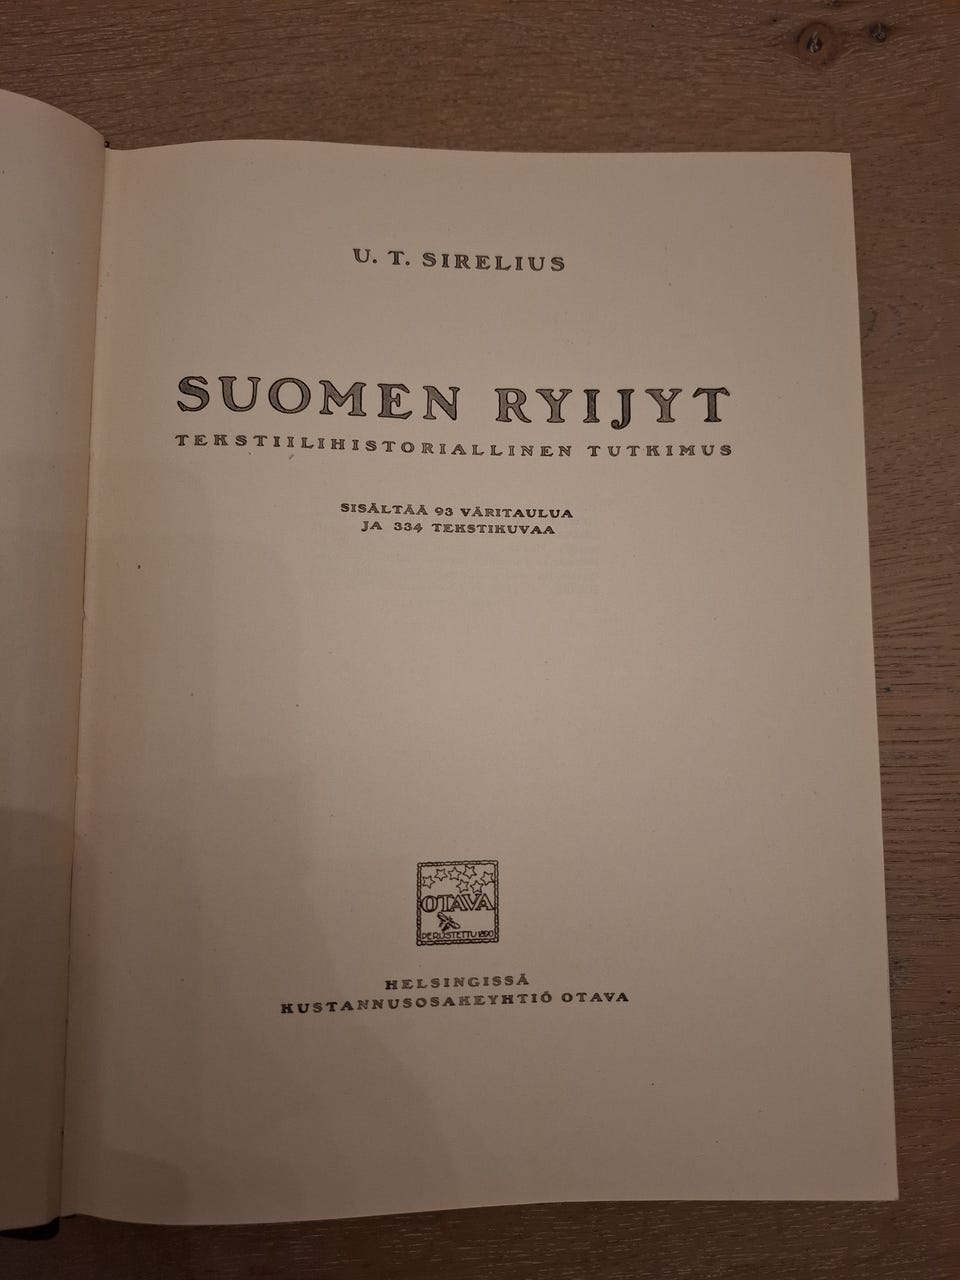 U. T. SIRELIUS
SUOMEN RYIJYT
TEKSTIILIHISTORIALLINEN TUTKIMUS
SISÄLTÄÄ 93 VÄRITAULUA
JA 334 TEKSTIKUVAA
OTAVA
PERUSTETTU 1890
HELSINGISSÄ
KUSTANNUSOSAKEYHTIÖ OTAVA